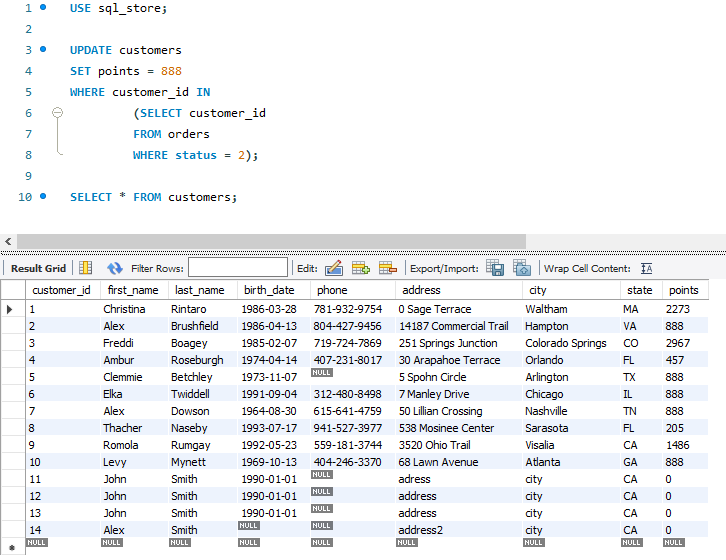 1 USE sql_store;
2
3 UPDATE customers
4 SET points = 888
5 WHERE customer_id IN
6 (SELECT customer_id
7 FROM orders
8 WHERE status = 2);
9
10 SELECT * FROM customers;
Result Grid Filter Rows: Edit: Export/Import: Wrap Cell Content: IA
customer_id first_name last_name birth_date phone address city state points
1 Christina Rintaro 1986-03-28 781-932-9754 0 Sage Terrace Waltham MA 2273
2 Alex Brushfield 1986-04-13 804-427-9456 14187 Commercial Trail Hampton VA 888
3 Freddi Boagey 1985-02-07 719-724-7869 251 Springs Junction Colorado Springs CO 2967
4 Ambur Roseburgh 1974-04-14 407-231-8017 30 Arapahoe Terrace Orlando FL 457
5 Clemmie Betchley 1973-11-07 NULL 5 Spohn Circle Arlington TX 888
6 Elka Twiddell 1991-09-04 312-480-8498 7 Manley Drive Chicago IL 888
7 Alex Dowson 1964-08-30 615-641-4759 50 Lillian Crossing Nashville TN 888
8 Thacher Naseby 1993-07-17 941-527-3977 538 Mosinee Center Sarasota FL 205
9 Romola Rumgay 1992-05-23 559-181-3744 3520 Ohio Trail Visalia CA 1486
10 Levy Mynett 1969-10-13 404-246-3370 68 Lawn Avenue Atlanta GA 888
11 John Smith 1990-01-01 NULL adress city CA 0
12 John Smith 1990-01-01 NULL address city CA 0
13 John Smith 1990-01-01 NULL address city CA 0
14 Alex Smith NULL NULL address2 city CA 0
NULL NULL NULL NULL NULL NULL NULL NULL NULL